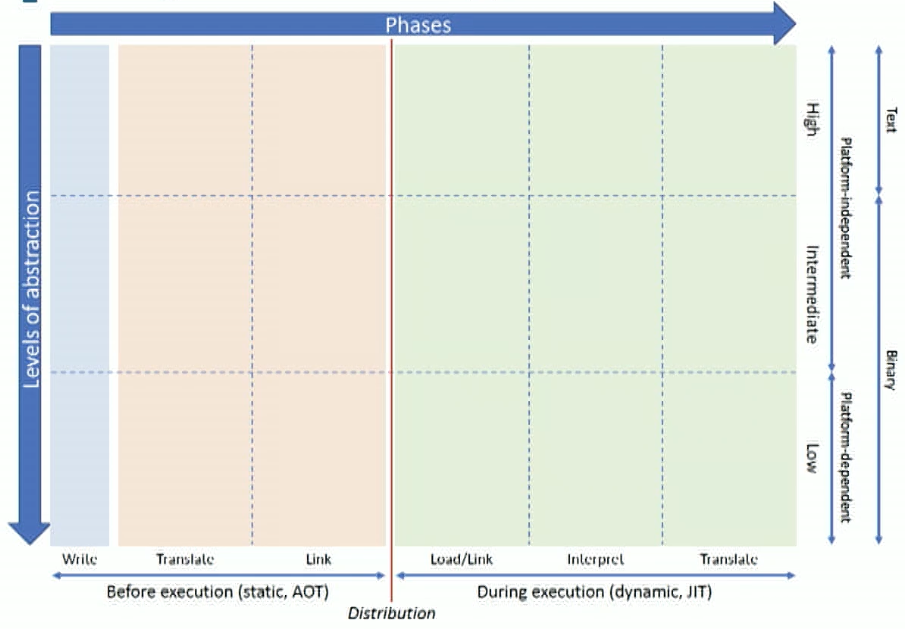 Phases
Levels of abstraction
High
Intermediate
Low
Platform-independent
Platform-dependent
Text
Binary
Write
Translate
Link
Load/Link
Interpret
Translate
Before execution (static, AOT)
During execution (dynamic, JIT)
Distribution